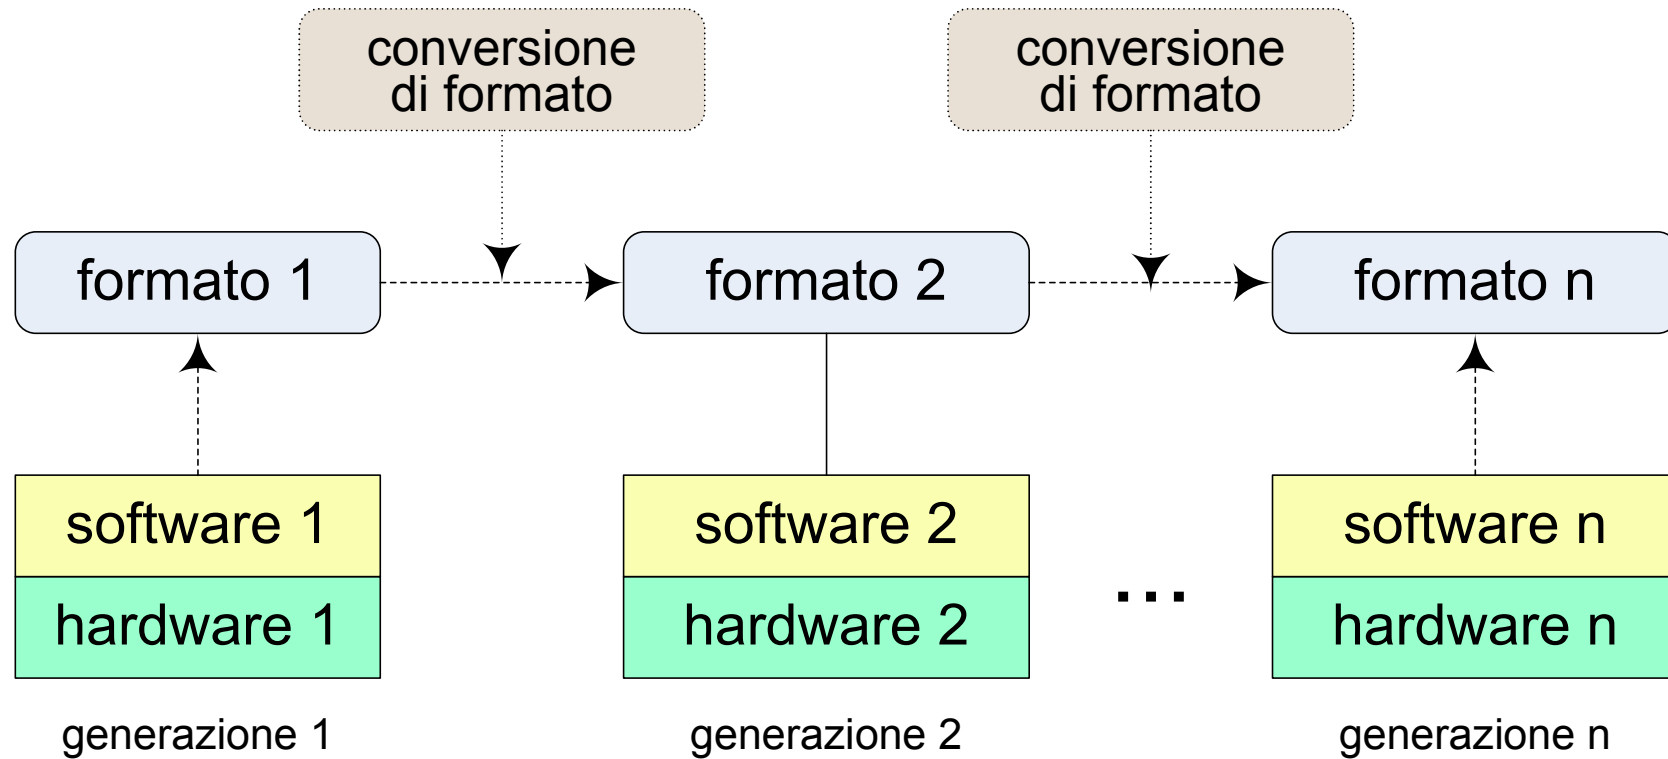 conversione
di formato
conversione
di formato
formato 1
formato 2
formato n
software 1
software 2
software n
hardware 1
hardware 2
...
hardware n
generazione 1
generazione 2
generazione n